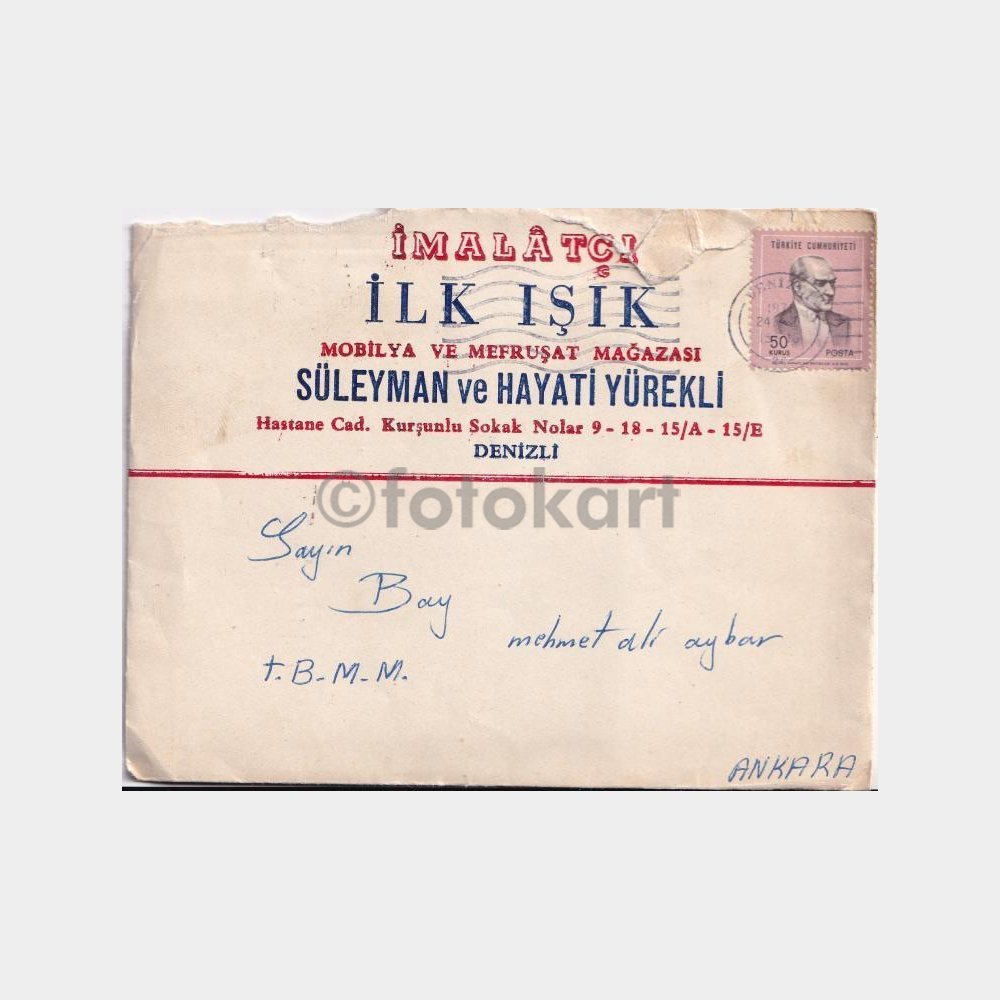 İMALÂTÇI
İLK IŞIK
MOBİLYA VE MEFRUŞAT MAĞAZASI
SÜLEYMAN ve HAYATİ YÜREKLİ
Hastane Cad. Kurşunlu Sokak Nolar 9 - 18 - 15/A - 15/E
DENİZLİ
TÜRKİYE CUMHURİYETİ
50
KURUŞ
POSTA
©fotokart
Sayın
Bay
mehmet ali aybar
T.B-M-M.
ANKARA